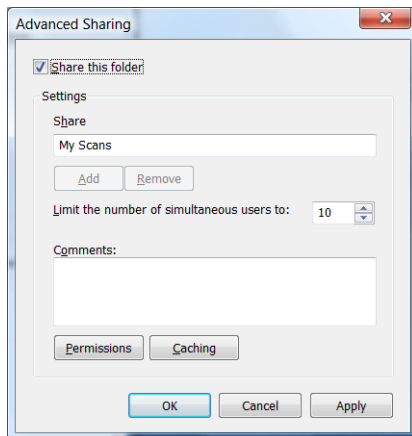 Advanced Sharing
Share this folder
Settings
Share
My Scans
Add Remove
Limit the number of simultaneous users to: 10
Comments:
Permissions Caching
OK Cancel Apply